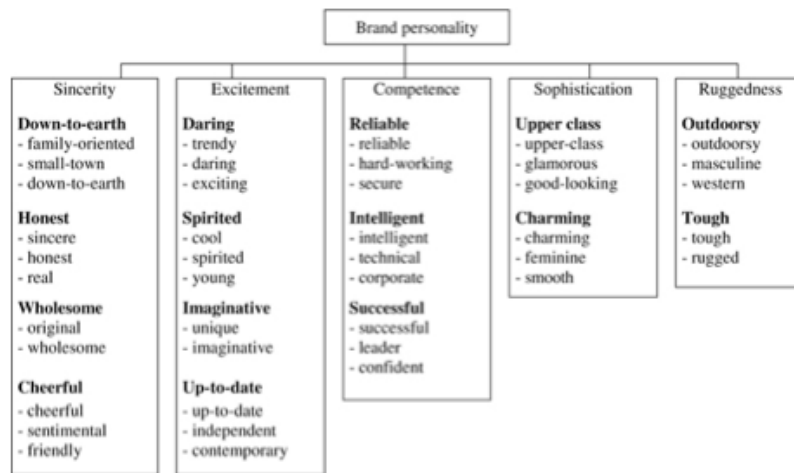 Brand personality
Sincerity
Down-to-earth
- family-oriented
- small-town
- down-to-earth
Honest
- sincere
- honest
- real
Wholesome
- original
- wholesome
Cheerful
- cheerful
- sentimental
- friendly
Excitement
Daring
- trendy
- daring
- exciting
Spirited
- cool
- spirited
- young
Imaginative
- unique
- imaginative
Up-to-date
- up-to-date
- independent
- contemporary
Competence
Reliable
- reliable
- hard-working
- secure
Intelligent
- intelligent
- technical
- corporate
Successful
- successful
- leader
- confident
Sophistication
Upper class
- upper-class
- glamorous
- good-looking
Charming
- charming
- feminine
- smooth
Ruggedness
Outdoorsy
- outdoorsy
- masculine
- western
Tough
- tough
- rugged